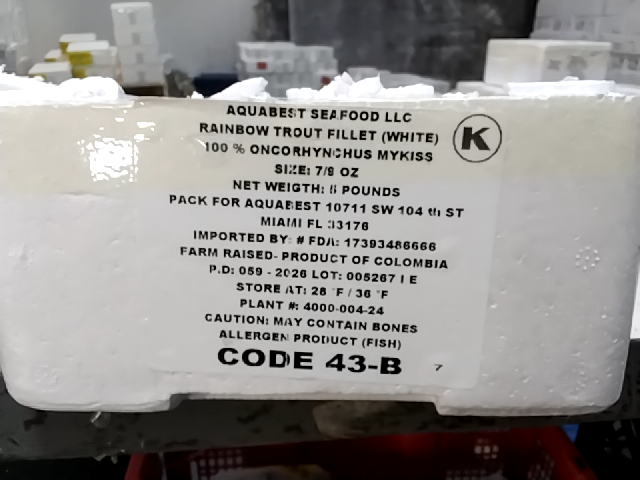 AQUABEST SEAFOOD LLC
RAINBOW TROUT FILLET (WHITE)
K
100 % ONCORHYNCHUS MYKISS
SIZE: 7/9 OZ
NET WEIGTH: POUNDS
PACK FOR AQUABEST 10711 SW 104 th ST
MIAMI FL 33176
IMPORTED BY: # FDA: 17393486666
FARM RAISED- PRODUCT OF COLOMBIA
P.D: 059 - 2026 LOT: 005267 I E
STORE AT: 28 °F / 36 °F
PLANT #: 4000-004-24
CAUTION: MAY CONTAIN BONES
ALLERGEN PRODUCT (FISH)
CODE 43-B 7